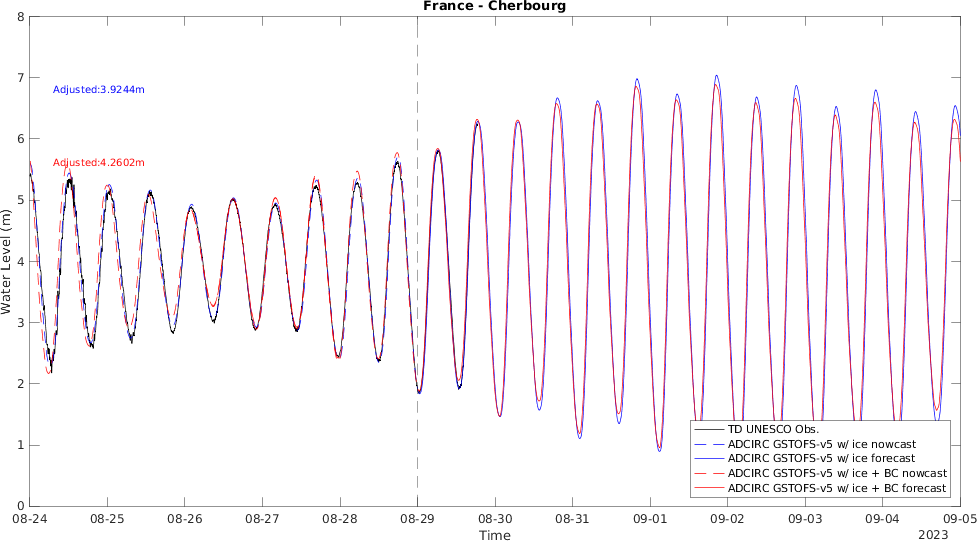 France - Cherbourg
8
7
Adjusted:3.9244m
6
Adjusted:4.2602m
5
Water Level (m)
4
3
2
1
0
TD UNESCO Obs.
ADCIRC GSTOFS-v5 w/ ice nowcast
ADCIRC GSTOFS-v5 w/ ice forecast
ADCIRC GSTOFS-v5 w/ ice + BC nowcast
ADCIRC GSTOFS-v5 w/ ice + BC forecast
08-24 08-25 08-26 08-27 08-28 08-29 08-30 08-31 09-01 09-02 09-03 09-04 09-05
Time
2023